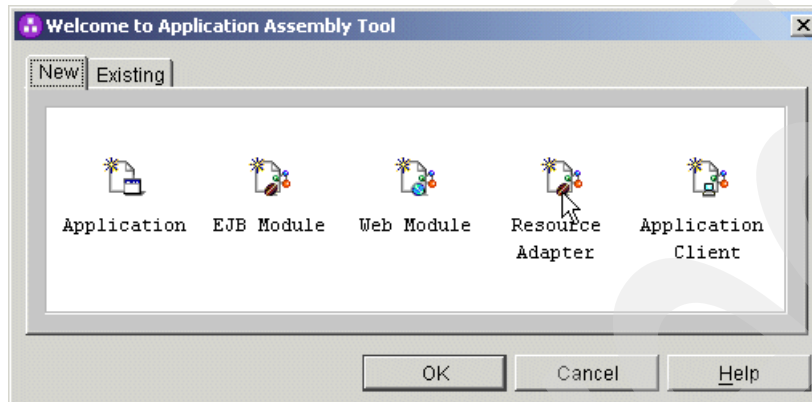 Welcome to Application Assembly Tool
New Existing
Application EJB Module Web Module Resource Adapter Application Client
OK Cancel Help